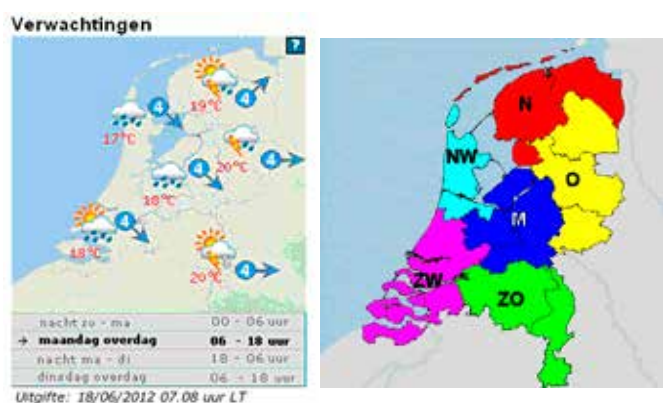 Verwachtingen
?
19°C
4
17°C
4
20°C
4
18°C
4
18°C
4
20°C
4
nacht zo - ma 00 - 06 uur
→ maandag overdag 06 - 18 uur
nacht ma - di 18 - 06 uur
dinsdag overdag 06 - 18 uur
Uitgifte: 18/06/2012 07.08 uur LT
N
NW
O
M
ZW
ZO